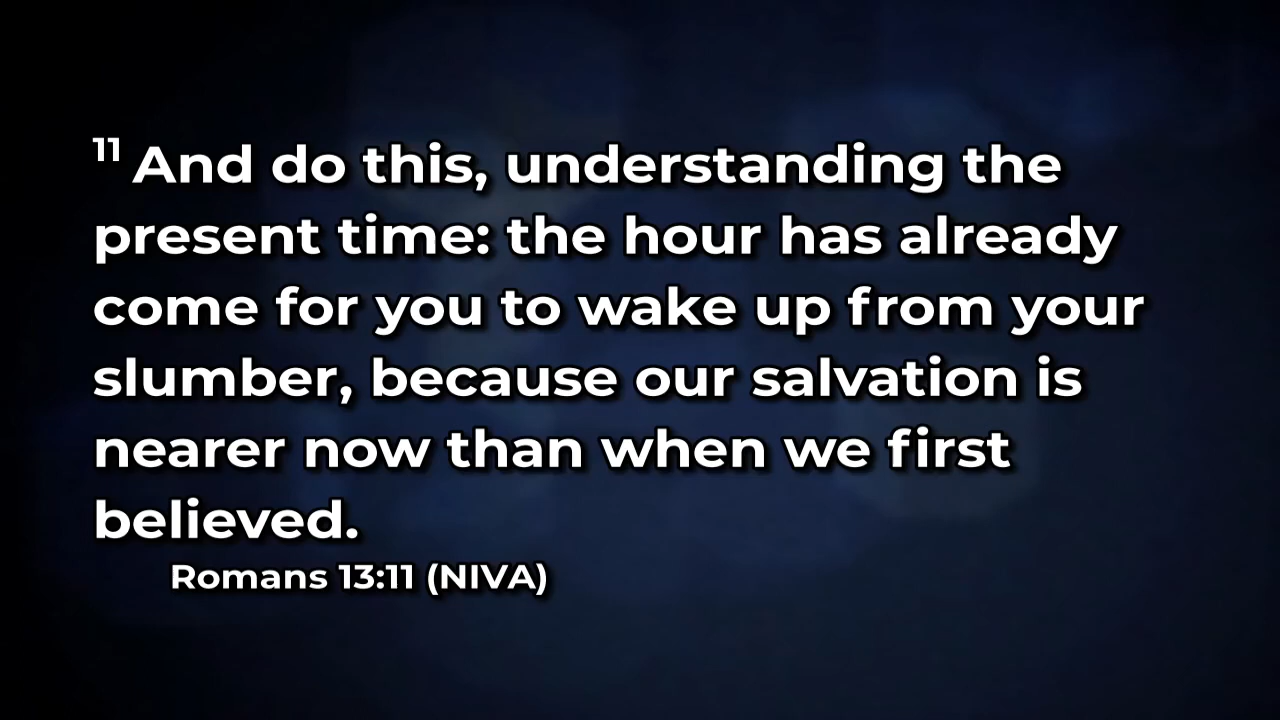 11 And do this, understanding the
present time: the hour has already
come for you to wake up from your
slumber, because our salvation is
nearer now than when we first
believed.
Romans 13:11 (NIVA)